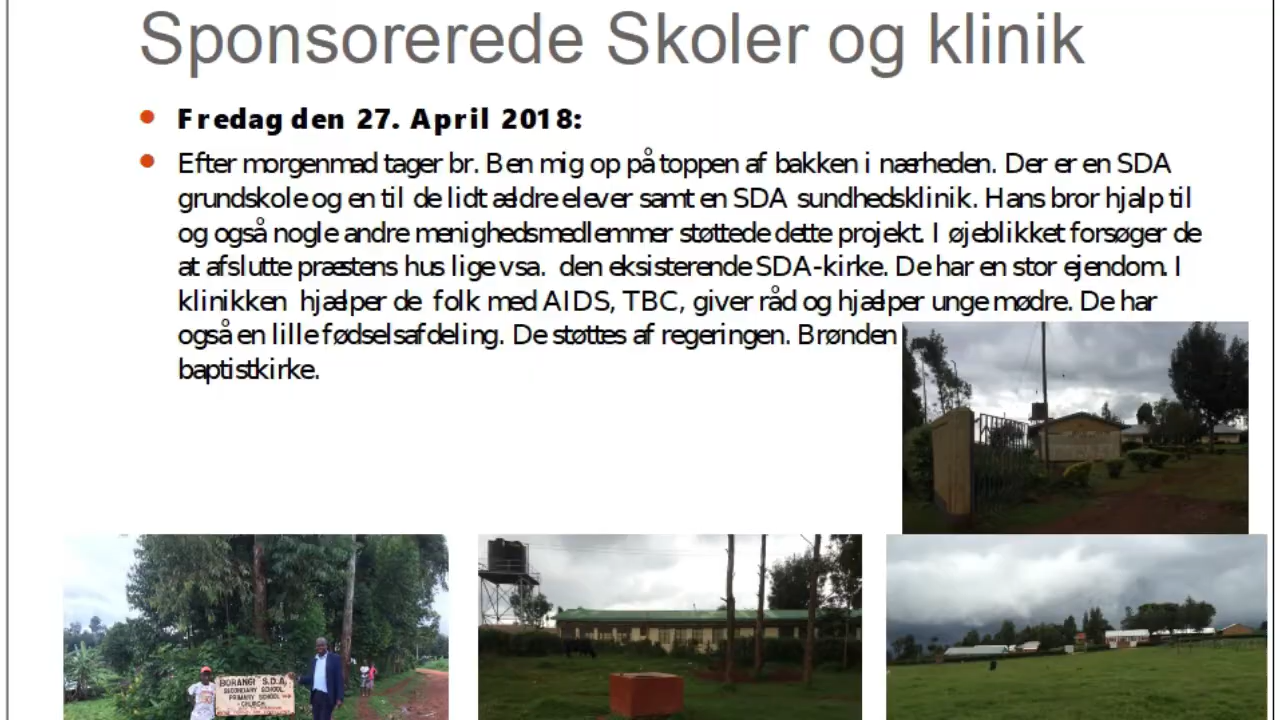 Sponsorerede Skoler og klinik
Fredag den 27. April 2018:
Efter morgenmad tager br. Ben mig op på toppen af bakken i nærheden. Der er en SDA
grundskole og en til de lidt ældre elever samt en SDA sundhedsklinik. Hans bror hjalp til
og også nogle andre menighedsmedlemmer støttede dette projekt. I øjeblikket forsøger de
at afslutte præstens hus lige vsa. den eksisterende SDA-kirke. De har en stor ejendom. I
klinikken hjælper de folk med AIDS, TBC, giver råd og hjælper unge mødre. De har
også en lille fødselsafdeling. De støttes af regeringen. Brønden
baptistkirke.
BORANGI S.D.A.
SECONDARY SCHOOL
PRIMARY SCHOOL
CHURCH